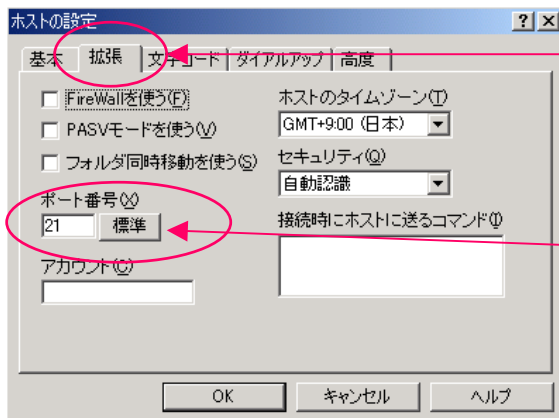 ホストの設定
基本 拡張 文字コード ダイアルアップ 高度
FireWallを使う(F)
PASVモードを使う(V)
フォルダ同時移動を使う(S)
ポート番号(X)
21 標準
アカウント(C)
ホストのタイムゾーン(T)
GMT+9:00 (日本)
セキュリティ(Q)
自動認識
接続時にホストに送るコマンド(I)
OK キャンセル ヘルプ